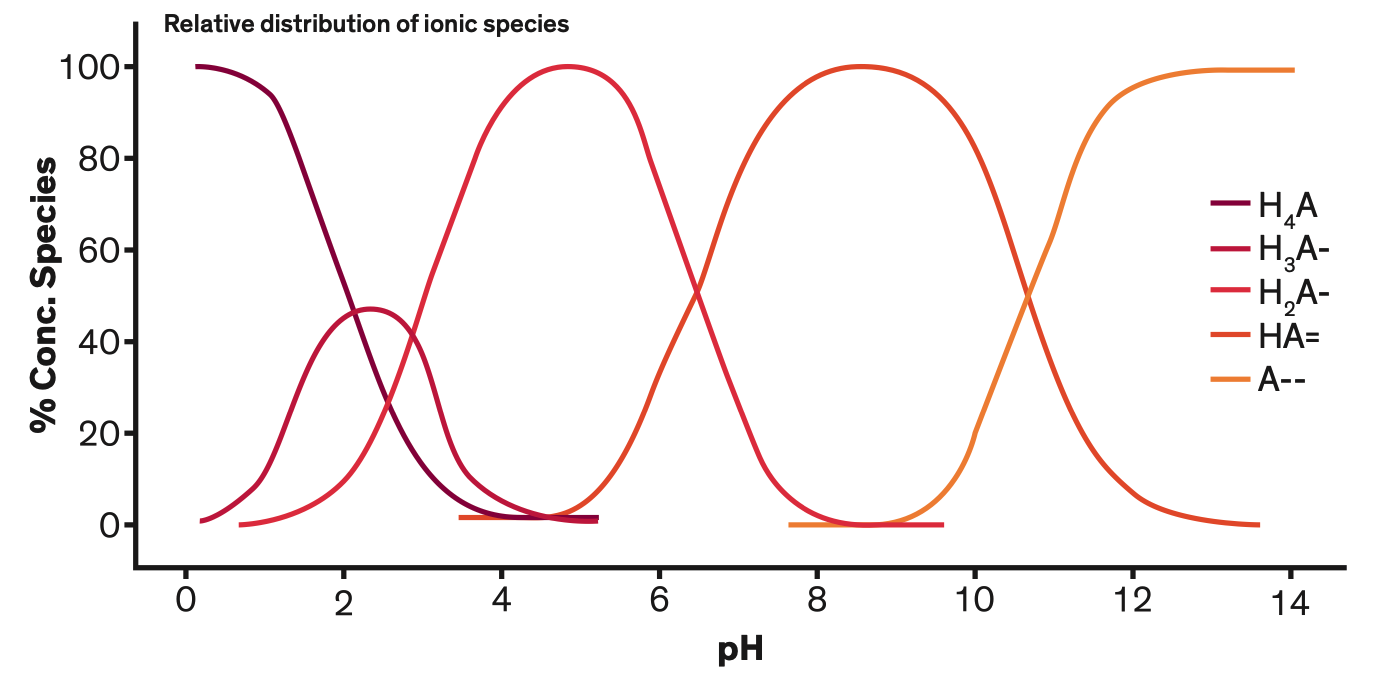 Relative distribution of ionic species
% Conc. Species
100
80
60
40
20
0
0 2 4 6 8 10 12 14
pH
H₄A
H₃A-
H₂A-
HA=
A--